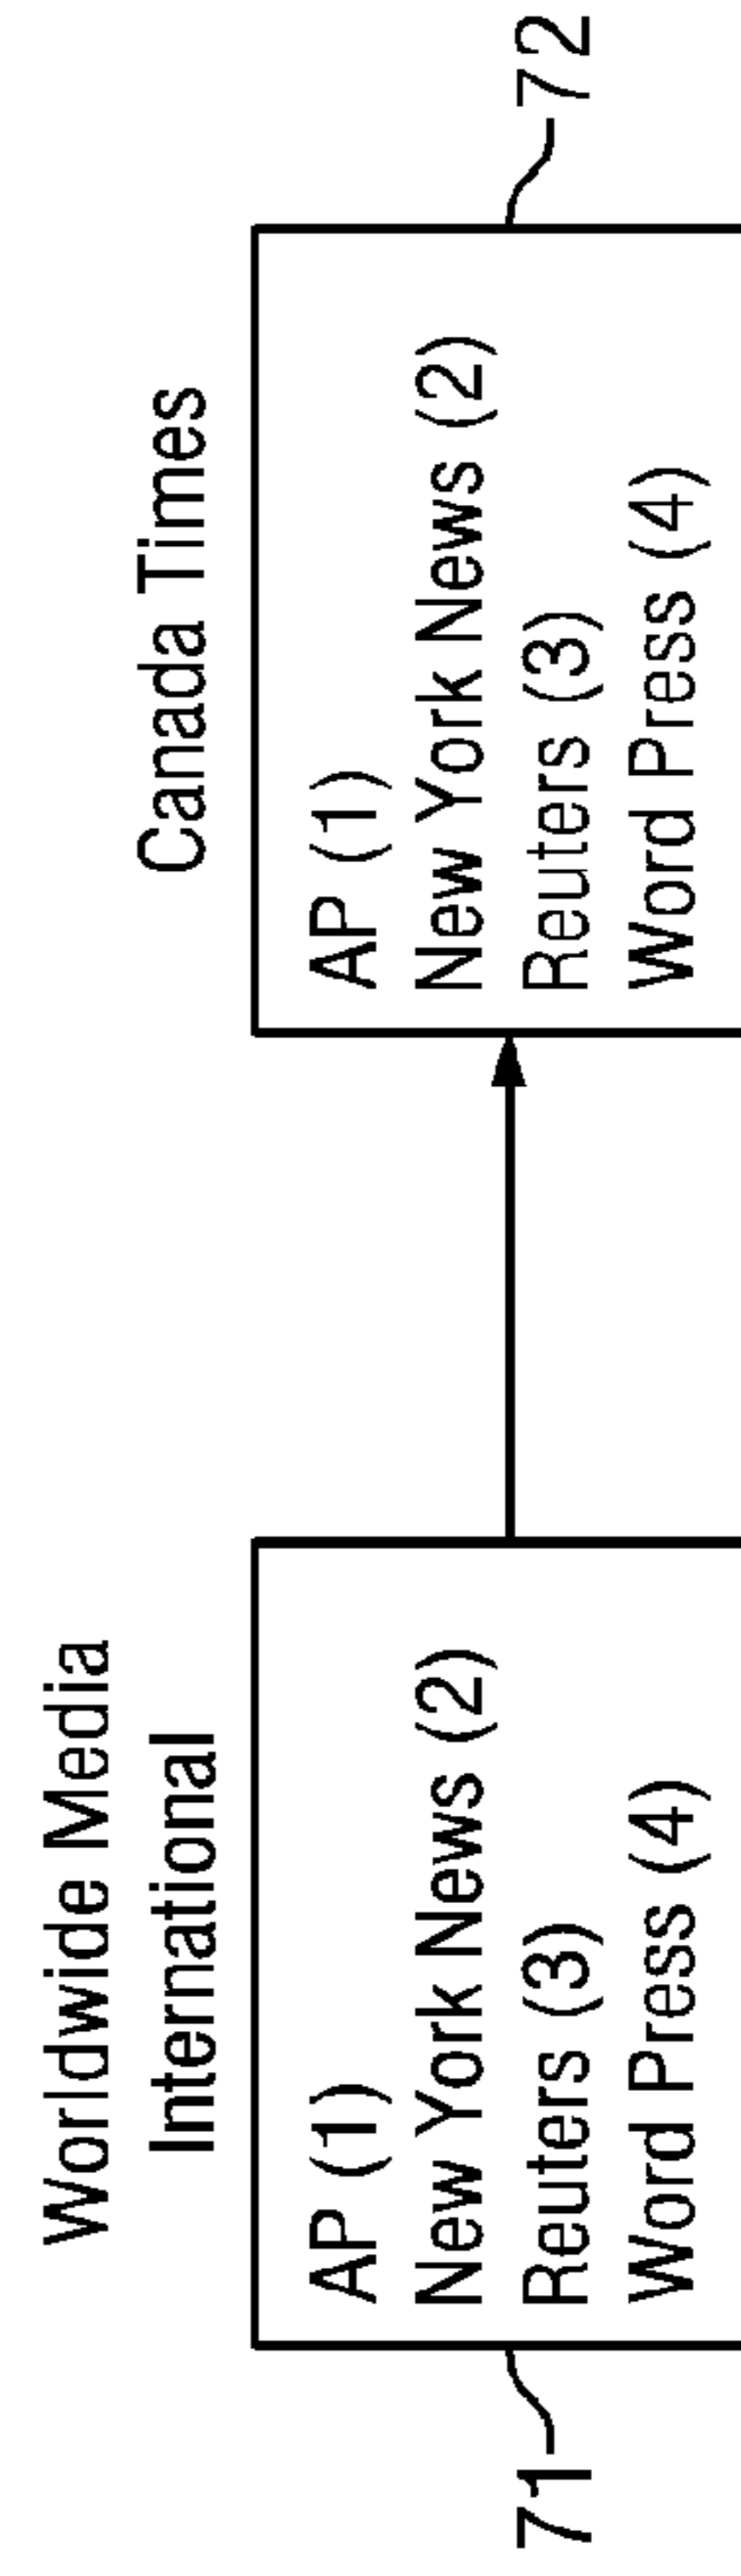 Worldwide Media
International
AP (1)
New York News (2)
Reuters (3)
Word Press (4)
71
Canada Times
AP (1)
New York News (2)
Reuters (3)
Word Press (4)
72